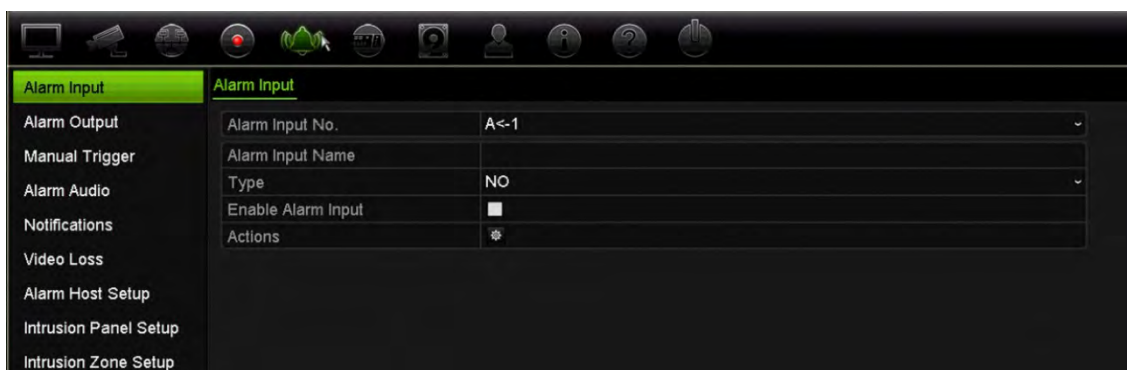 Alarm Input
Alarm Output
Manual Trigger
Alarm Audio
Notifications
Video Loss
Alarm Host Setup
Intrusion Panel Setup
Intrusion Zone Setup
Alarm Input
Alarm Input No. A<-1
Alarm Input Name
Type NO
Enable Alarm Input
Actions